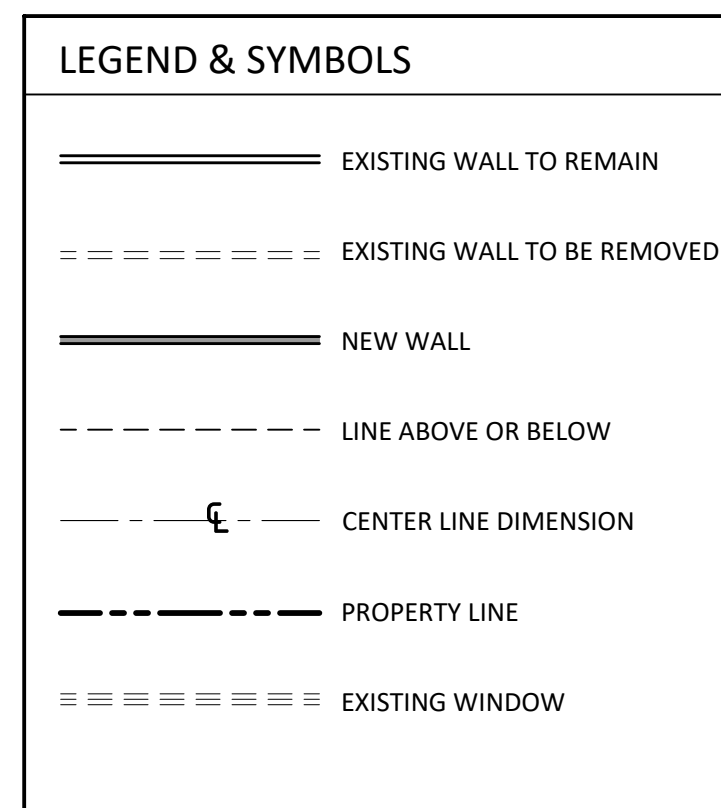 LEGEND & SYMBOLS
EXISTING WALL TO REMAIN
EXISTING WALL TO BE REMOVED
NEW WALL
LINE ABOVE OR BELOW
℄ CENTER LINE DIMENSION
PROPERTY LINE
EXISTING WINDOW